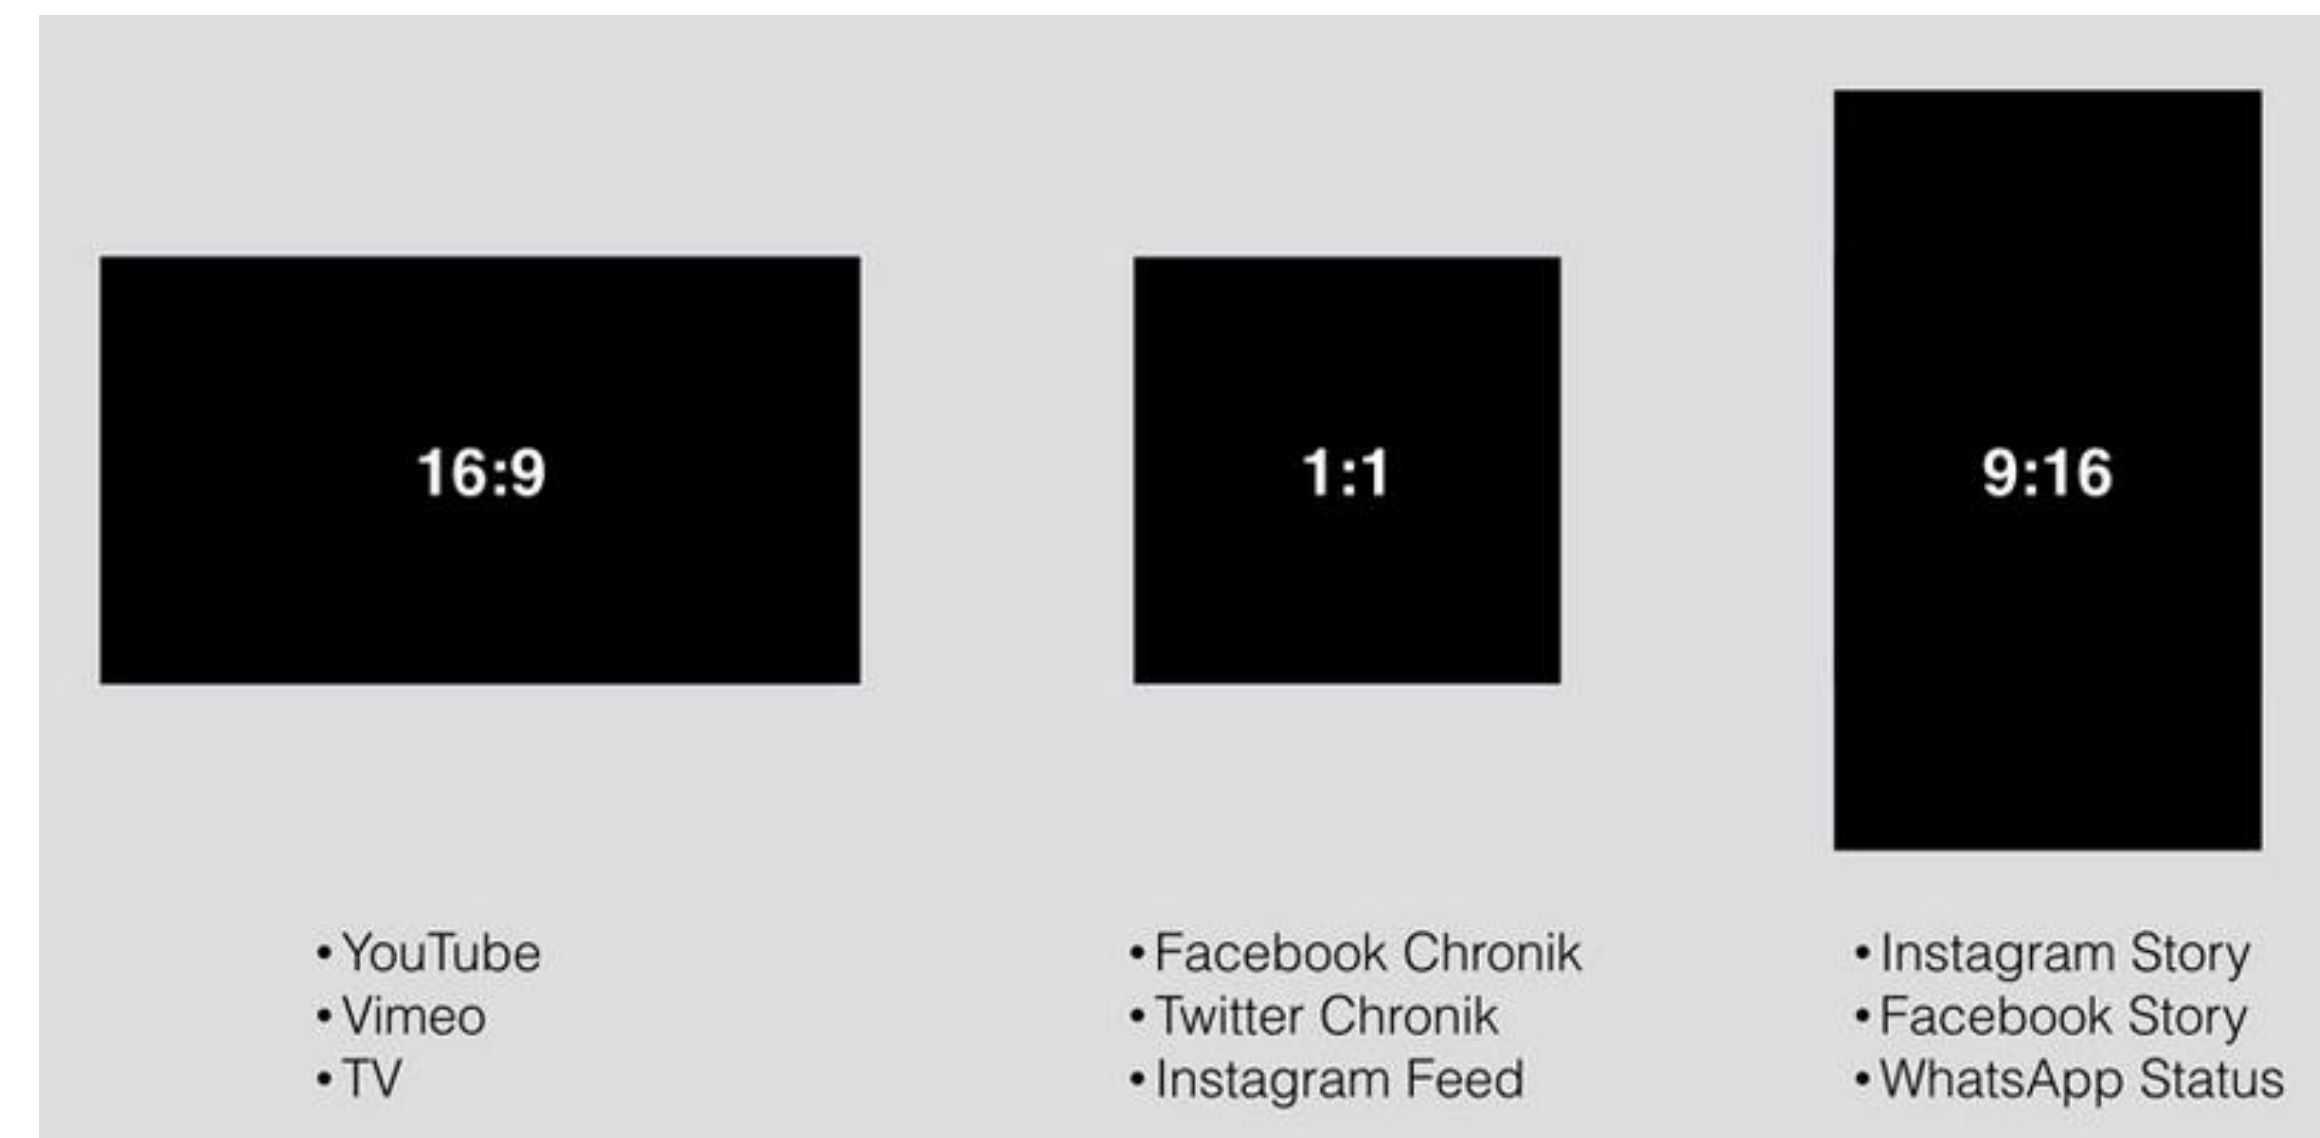 16:9
1:1
9:16
• YouTube
• Vimeo
• TV
• Facebook Chronik
• Twitter Chronik
• Instagram Feed
• Instagram Story
• Facebook Story
• WhatsApp Status